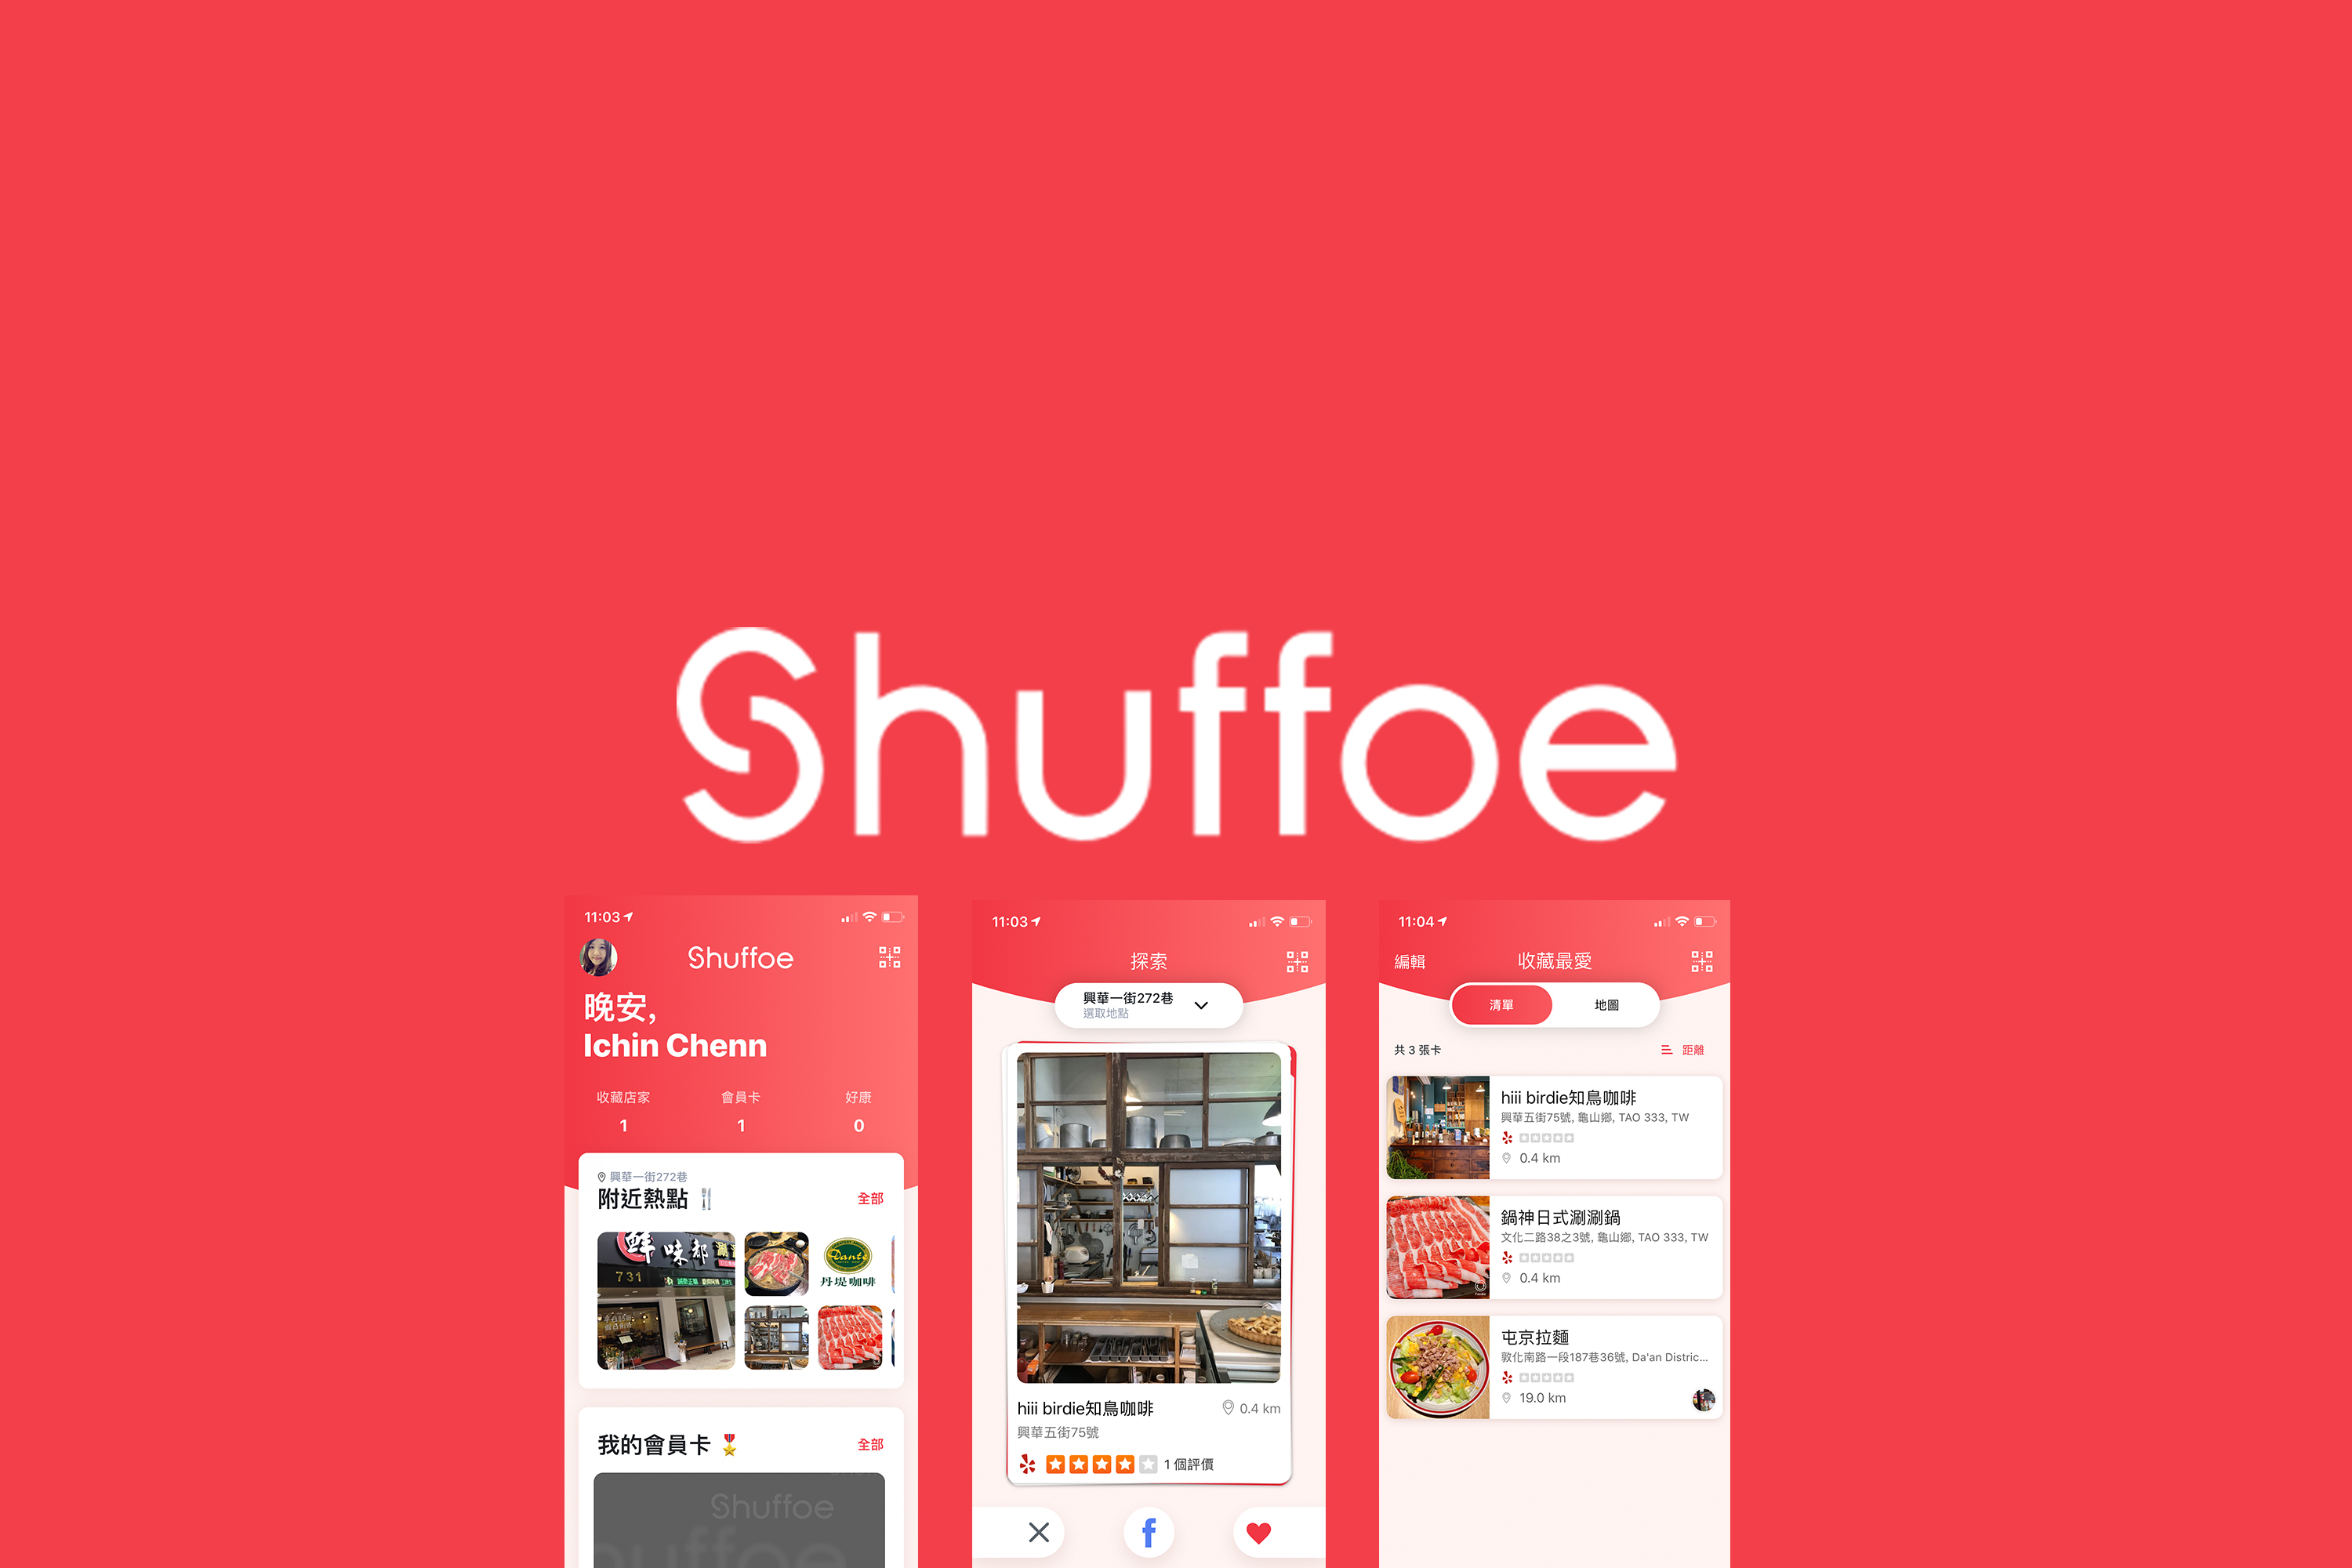 Shuffoe
11:03
Shuffoe
晚安,
Ichin Chenn
收藏店家
會員卡
好康
1
1
0
興華一街272巷
附近熱點
全部
鮮味都
731
Dante
丹堤咖啡
我的會員卡
全部
Shuffoe
uffoe
11:03
探索
興華一街272巷
選取地點
hiii birdie知鳥咖啡
0.4 km
興華五街75號
1 個評價
f
11:04
編輯
收藏最愛
清單
地圖
共 3 張卡
距離
hiii birdie知鳥咖啡
興華五街75號, 龜山鄉, TAO 333, TW
0.4 km
鍋神日式涮涮鍋
文化二路38之3號, 龜山鄉, TAO 333, TW
0.4 km
屯京拉麵
敦化南路一段187巷36號, Da'an Distric...
19.0 km